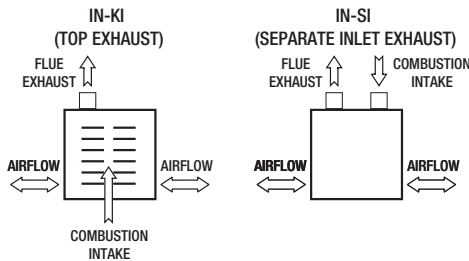 IN-KI
(TOP EXHAUST)
FLUE
EXHAUST
AIRFLOW
AIRFLOW
COMBUSTION
INTAKE
IN-SI
(SEPARATE INLET EXHAUST)
FLUE
EXHAUST
COMBUSTION
INTAKE
AIRFLOW
AIRFLOW